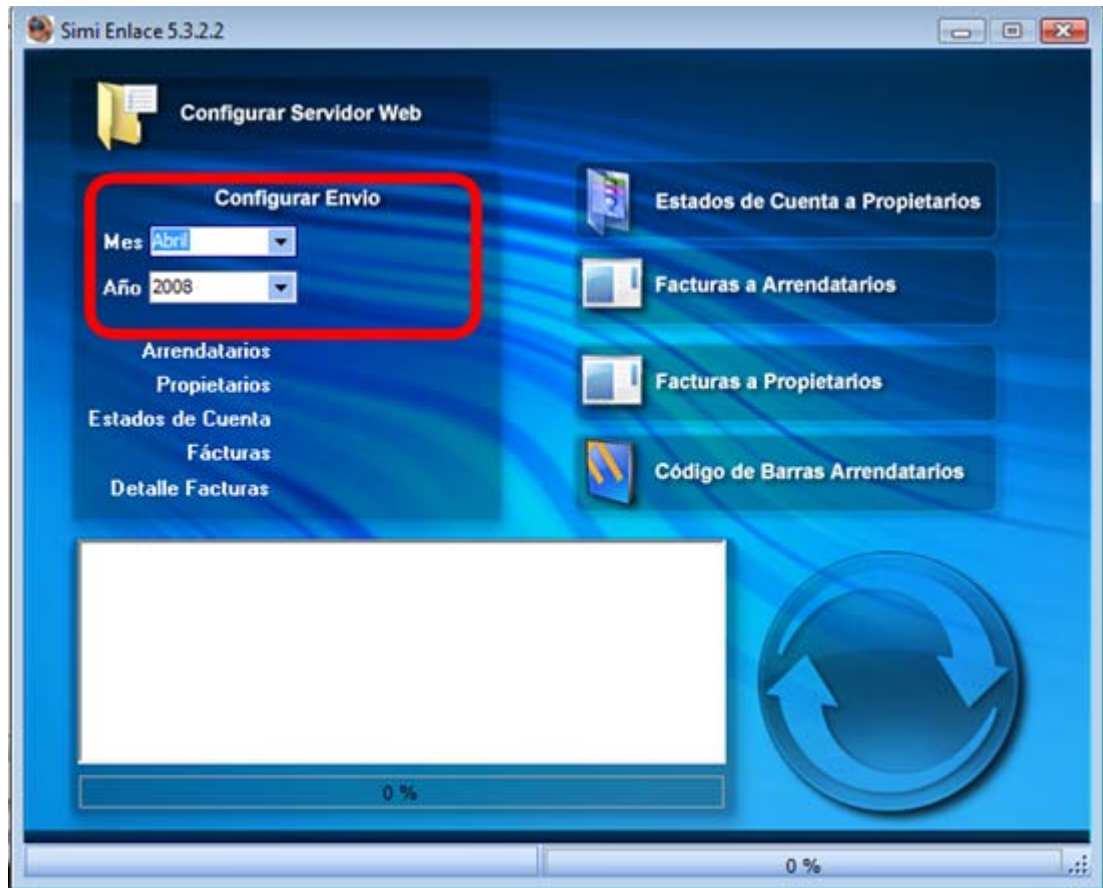 Simi Enlace 5.3.2.2
Configurar Servidor Web
Configurar Envio
Mes Abril
Año 2008
Arrendatarios
Propietarios
Estados de Cuenta
Fácturas
Detalle Facturas
Estados de Cuenta a Propietarios
Facturas a Arrendatarios
Facturas a Propietarios
Código de Barras Arrendatarios
0 %
0 %